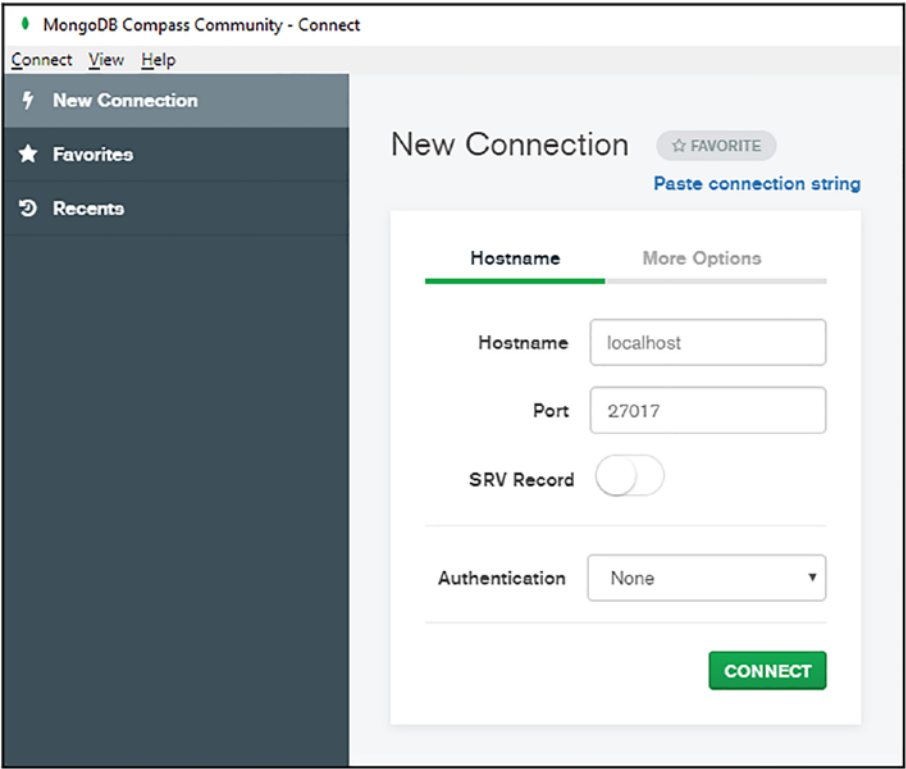 MongoDB Compass Community - Connect
Connect View Help
New Connection
Favorites
Recents
New Connection
FAVORITE
Paste connection string
Hostname More Options
Hostname localhost
Port 27017
SRV Record
Authentication None
CONNECT